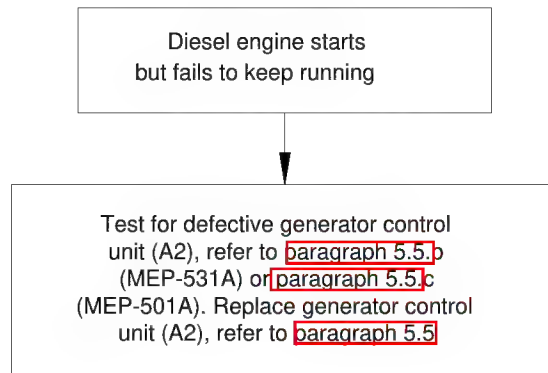 Diesel engine starts
but fails to keep running
Test for defective generator control
unit (A2), refer to paragraph 5.5.b
(MEP-531A) or paragraph 5.5.c
(MEP-501A). Replace generator control
unit (A2), refer to paragraph 5.5